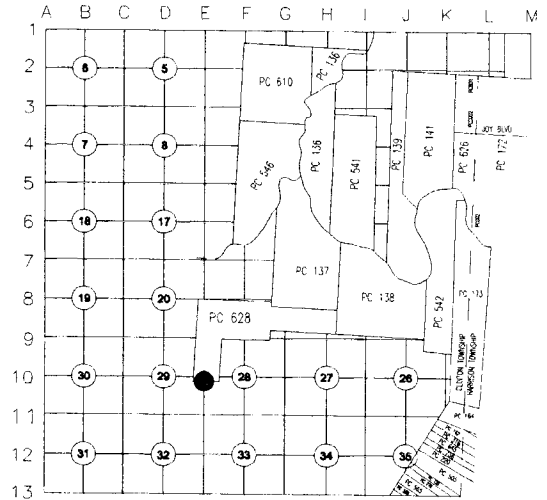 A B C D E F G H I J K L M
1
2
3
4
5
6
7
8
9
10
11
12
13
6
5
PC 610
PC 136
7
8
PC 546
PC 136
PC 541
PC 139
PC 141
PC 626
JOY BLVD
PC 172
18
17
PC 137
19
20
PC 628
PC 138
PC 542
CLINTON TOWNSHIP
HARRISON TOWNSHIP
30
29
28
27
26
31
32
33
34
35